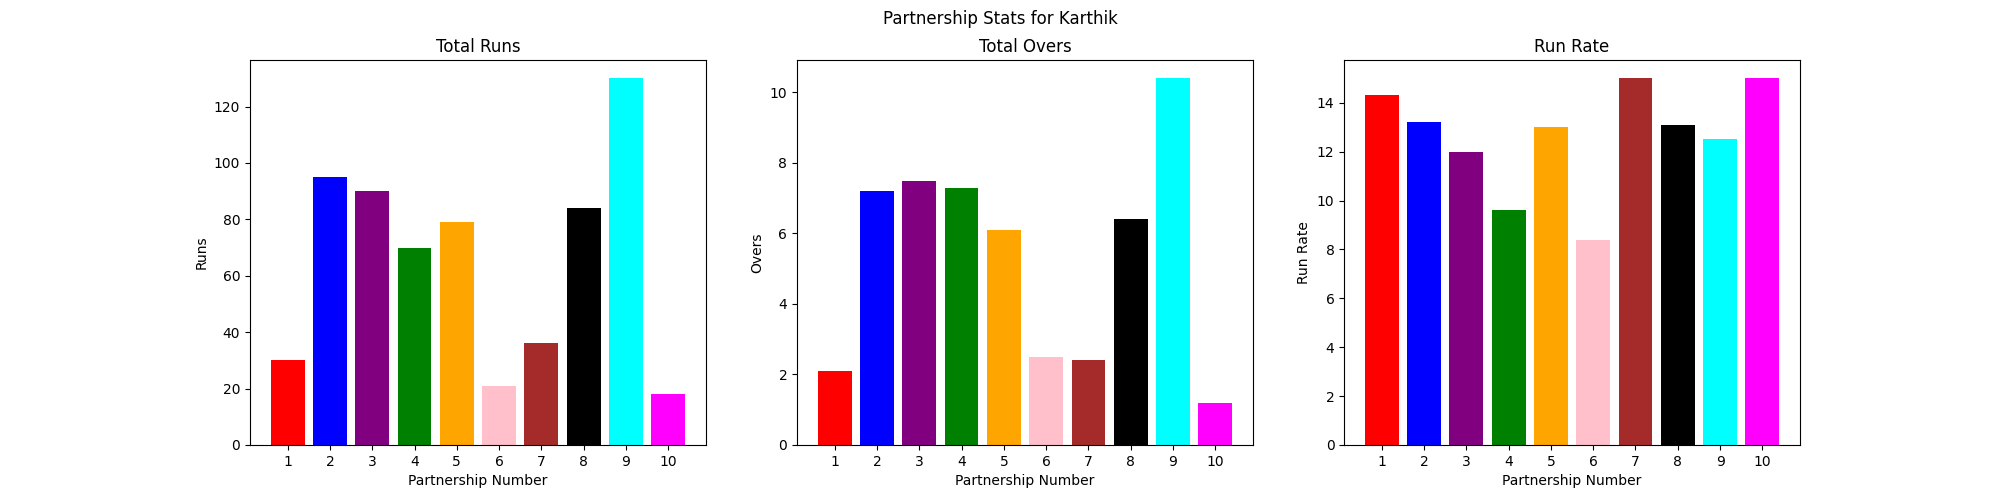 Partnership Stats for Karthik
Total Runs
Runs
120
100
80
60
40
20
0
1 2 3 4 5 6 7 8 9 10
Partnership Number
Total Overs
Overs
10
8
6
4
2
0
1 2 3 4 5 6 7 8 9 10
Partnership Number
Run Rate
Run Rate
14
12
10
8
6
4
2
0
1 2 3 4 5 6 7 8 9 10
Partnership Number